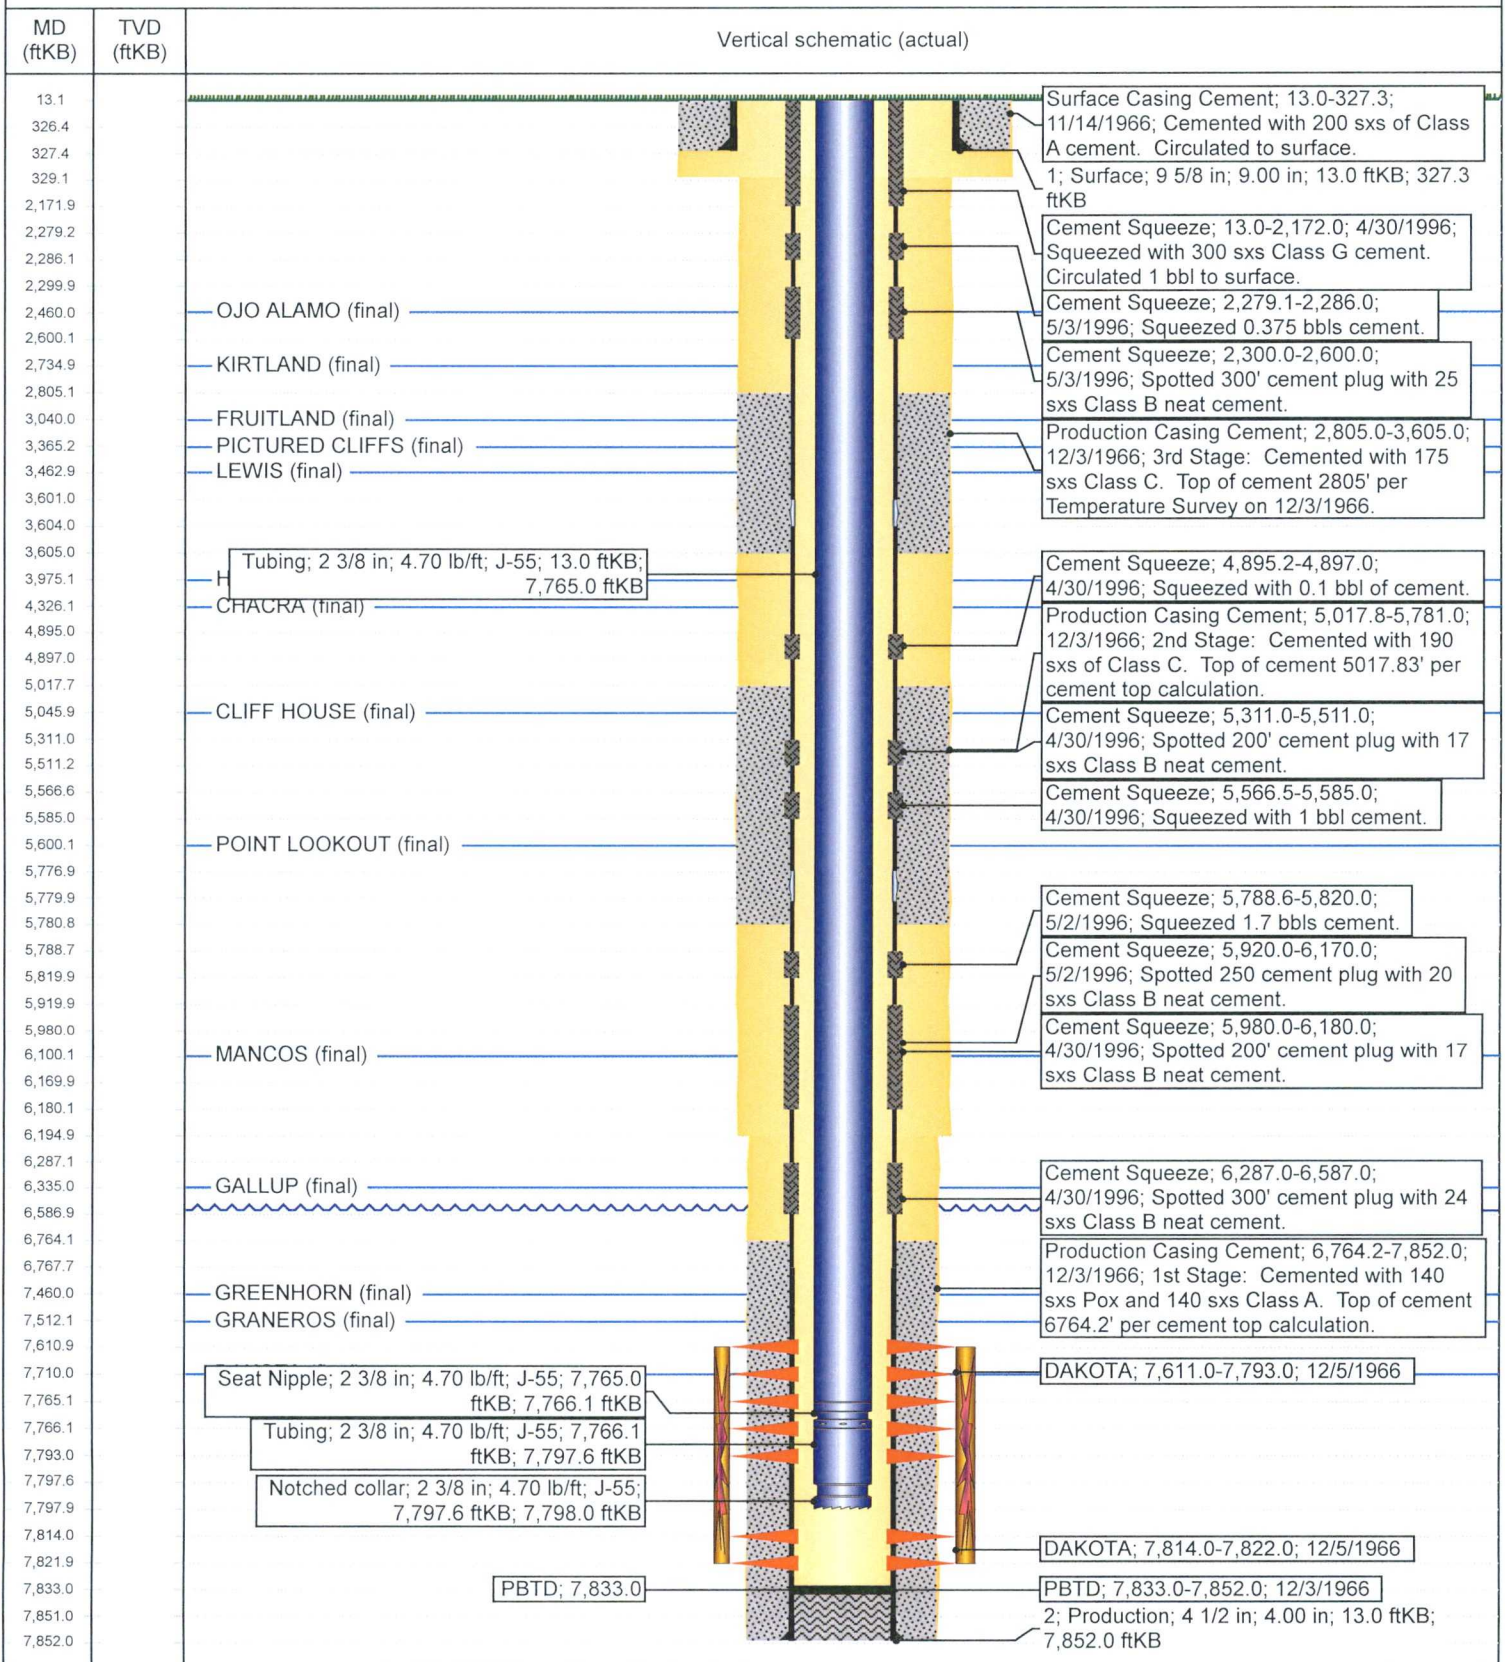 MD
(ftKB)
TVD
(ftKB)
Vertical schematic (actual)
13.1
326.4
327.4
329.1
2,171.9
2,279.2
2,286.1
2,299.9
2,460.0
2,600.1
2,734.9
2,805.1
3,040.0
3,365.2
3,462.9
3,601.0
3,604.0
3,605.0
3,975.1
4,326.1
4,895.0
4,897.0
5,017.7
5,045.9
5,311.0
5,511.2
5,566.6
5,585.0
5,600.1
5,776.9
5,779.9
5,780.8
5,788.7
5,819.9
5,919.9
5,980.0
6,100.1
6,169.9
6,180.1
6,194.9
6,287.1
6,335.0
6,586.9
6,764.1
6,767.7
7,460.0
7,512.1
7,610.9
7,710.0
7,765.1
7,766.1
7,793.0
7,797.6
7,797.9
7,814.0
7,821.9
7,833.0
7,851.0
7,852.0
OJO ALAMO (final)
KIRTLAND (final)
FRUITLAND (final)
PICTURED CLIFFS (final)
LEWIS (final)
Tubing; 2 3/8 in; 4.70 lb/ft; J-55; 13.0 ftKB;
7,765.0 ftKB
CHACRA (final)
CLIFF HOUSE (final)
POINT LOOKOUT (final)
MANCOS (final)
GALLUP (final)
GREENHORN (final)
GRANEROS (final)
Seat Nipple; 2 3/8 in; 4.70 lb/ft; J-55; 7,765.0
ftKB; 7,766.1 ftKB
Tubing; 2 3/8 in; 4.70 lb/ft; J-55; 7,766.1
ftKB; 7,797.6 ftKB
Notched collar; 2 3/8 in; 4.70 lb/ft; J-55;
7,797.6 ftKB; 7,798.0 ftKB
PBTD; 7,833.0
Surface Casing Cement; 13.0-327.3;
11/14/1966; Cemented with 200 sxs of Class
A cement. Circulated to surface.
1; Surface; 9 5/8 in; 9.00 in; 13.0 ftKB; 327.3
ftKB
Cement Squeeze; 13.0-2,172.0; 4/30/1996;
Squeezed with 300 sxs Class G cement.
Circulated 1 bbl to surface.
Cement Squeeze; 2,279.1-2,286.0;
5/3/1996; Squeezed 0.375 bbls cement.
Cement Squeeze; 2,300.0-2,600.0;
5/3/1996; Spotted 300' cement plug with 25
sxs Class B neat cement.
Production Casing Cement; 2,805.0-3,605.0;
12/3/1966; 3rd Stage: Cemented with 175
sxs Class C. Top of cement 2805' per
Temperature Survey on 12/3/1966.
Cement Squeeze; 4,895.2-4,897.0;
4/30/1996; Squeezed with 0.1 bbl of cement.
Production Casing Cement; 5,017.8-5,781.0;
12/3/1966; 2nd Stage: Cemented with 190
sxs of Class C. Top of cement 5017.83' per
cement top calculation.
Cement Squeeze; 5,311.0-5,511.0;
4/30/1996; Spotted 200' cement plug with 17
sxs Class B neat cement.
Cement Squeeze; 5,566.5-5,585.0;
4/30/1996; Squeezed with 1 bbl cement.
Cement Squeeze; 5,788.6-5,820.0;
5/2/1996; Squeezed 1.7 bbls cement.
Cement Squeeze; 5,920.0-6,170.0;
5/2/1996; Spotted 250 cement plug with 20
sxs Class B neat cement.
Cement Squeeze; 5,980.0-6,180.0;
4/30/1996; Spotted 200' cement plug with 17
sxs Class B neat cement.
Cement Squeeze; 6,287.0-6,587.0;
4/30/1996; Spotted 300' cement plug with 24
sxs Class B neat cement.
Production Casing Cement; 6,764.2-7,852.0;
12/3/1966; 1st Stage: Cemented with 140
sxs Pox and 140 sxs Class A. Top of cement
6764.2' per cement top calculation.
DAKOTA; 7,611.0-7,793.0; 12/5/1966
DAKOTA; 7,814.0-7,822.0; 12/5/1966
PBTD; 7,833.0-7,852.0; 12/3/1966
2; Production; 4 1/2 in; 4.00 in; 13.0 ftKB;
7,852.0 ftKB